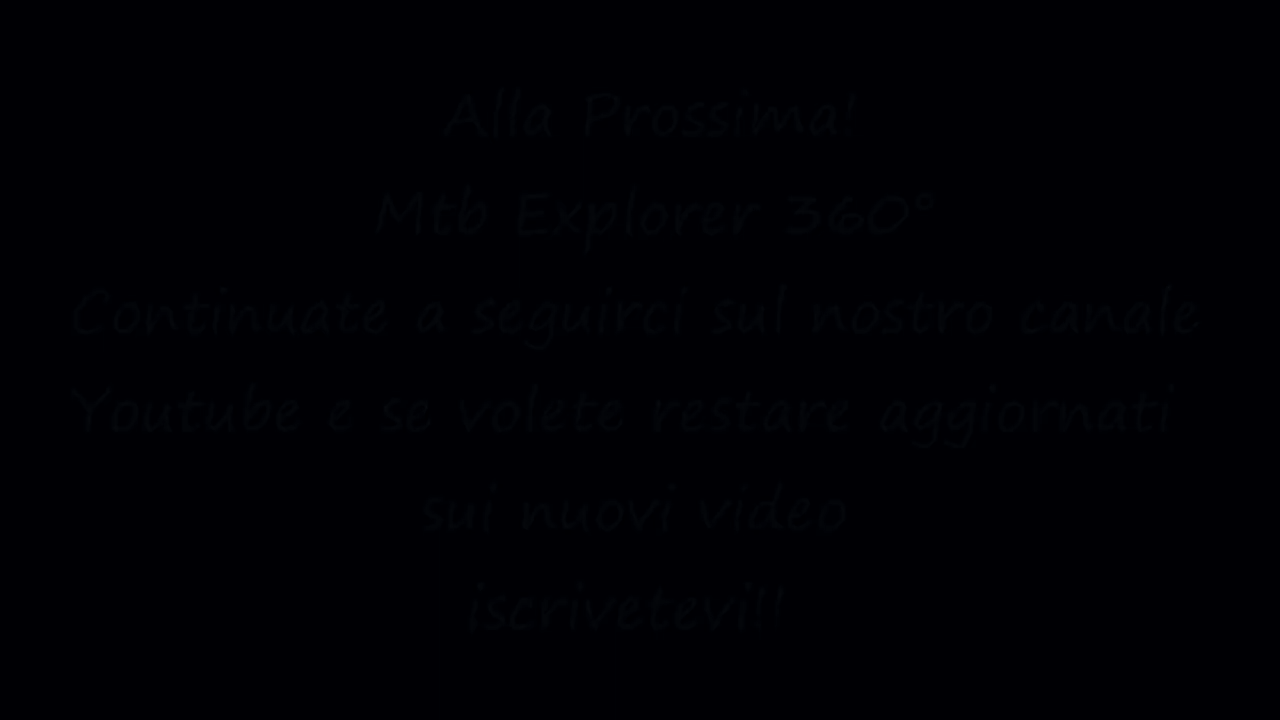 Alla Prossima!
Mtb Explorer 360°
Continuate a seguirci sul nostro canale
Youtube e se volete restare aggiornati
sui nuovi video
iscrivetevi!!